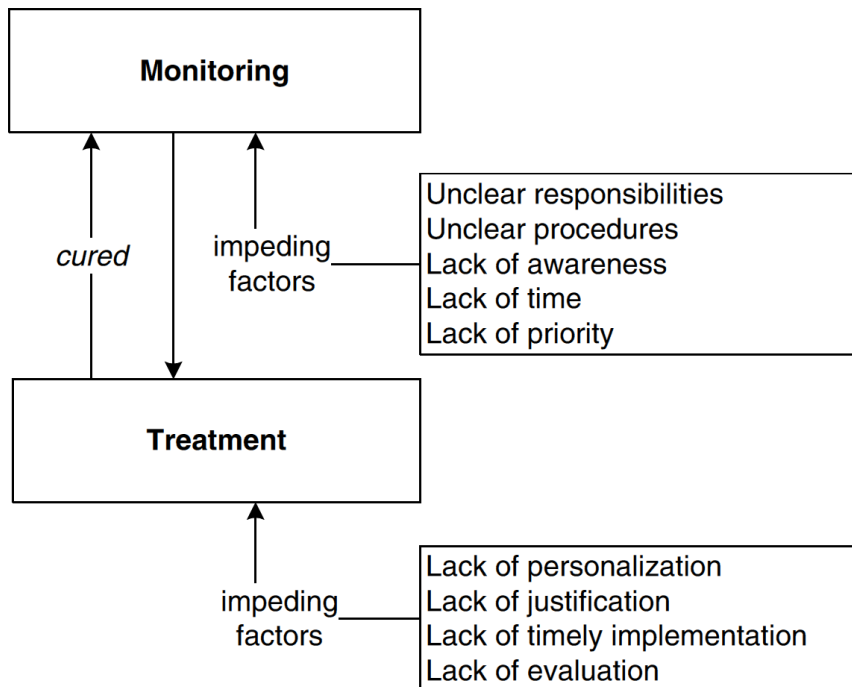 Monitoring
cured
impeding
factors
Unclear responsibilities
Unclear procedures
Lack of awareness
Lack of time
Lack of priority
Treatment
impeding
factors
Lack of personalization
Lack of justification
Lack of timely implementation
Lack of evaluation